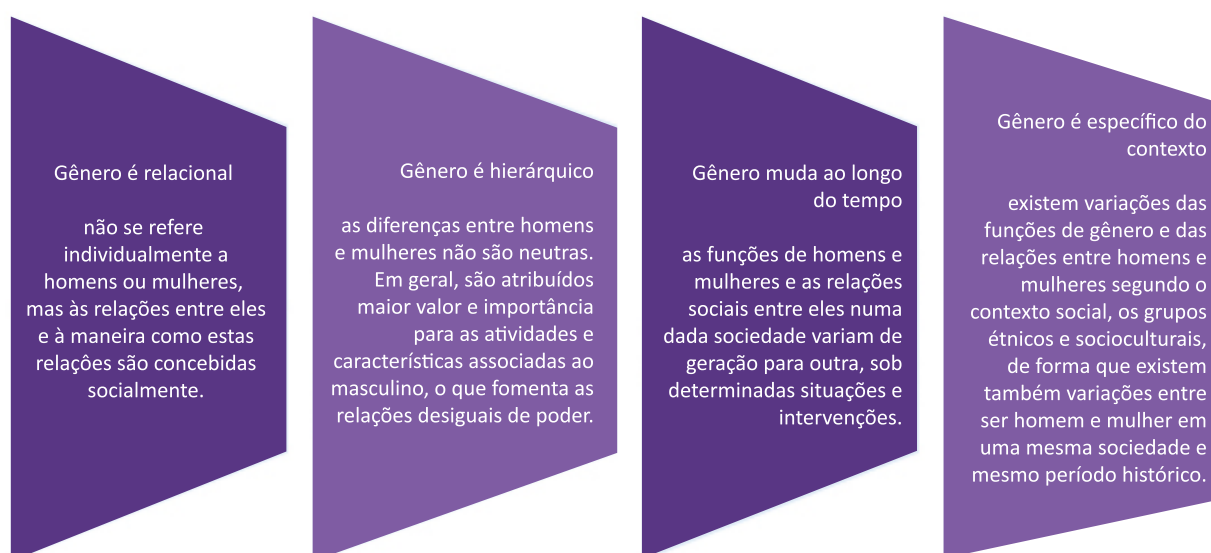 Gênero é relacional
não se refere
individualmente a
homens ou mulheres,
mas às relações entre eles
e à maneira como estas
relações são concebidas
socialmente.
Gênero é hierárquico
as diferenças entre homens
e mulheres não são neutras.
Em geral, são atribuídos
maior valor e importância
para as atividades e
características associadas ao
masculino, o que fomenta as
relações desiguais de poder.
Gênero muda ao longo
do tempo
as funções de homens e
mulheres e as relações
sociais entre eles numa
dada sociedade variam de
geração para outra, sob
determinadas situações e
intervenções.
Gênero é específico do
contexto
existem variações das
funções de gênero e das
relações entre homens e
mulheres segundo o
contexto social, os grupos
étnicos e socioculturais,
de forma que existem
também variações entre
ser homem e mulher em
uma mesma sociedade e
mesmo período histórico.